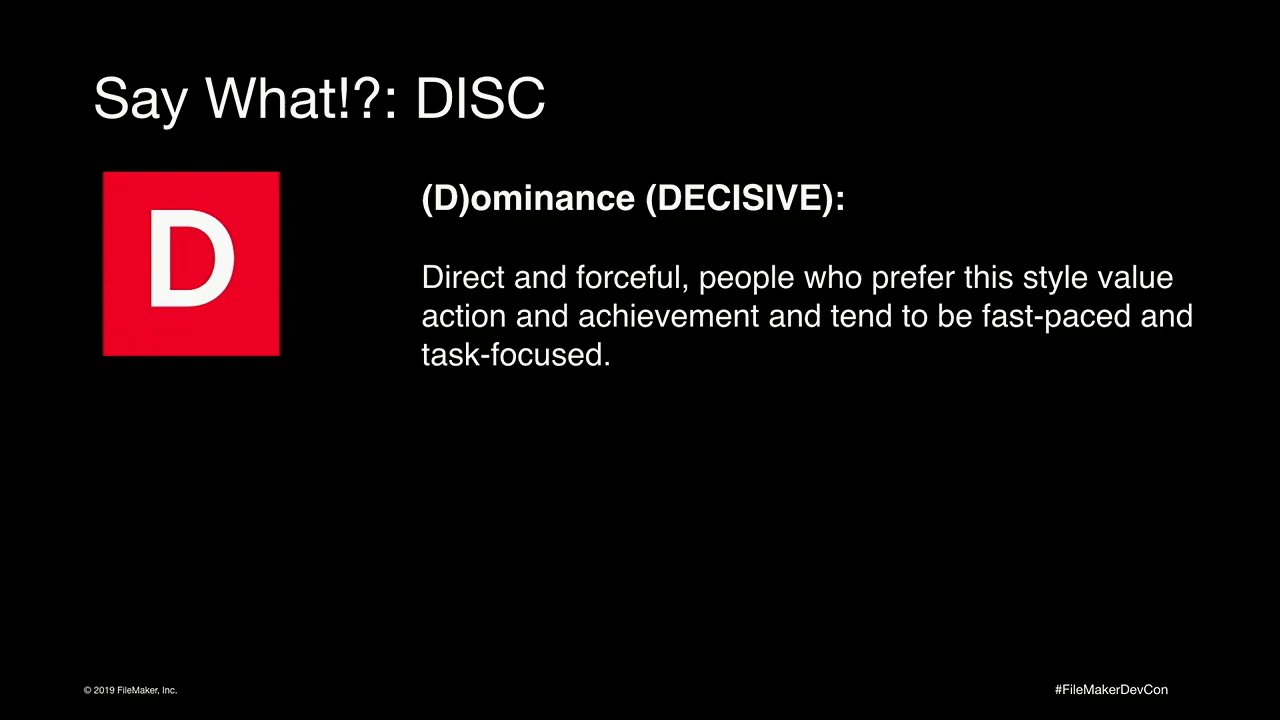 Say What!?: DISC
D
(D)ominance (DECISIVE):
Direct and forceful, people who prefer this style value
action and achievement and tend to be fast-paced and
task-focused.
© 2019 FileMaker, Inc.
#FileMakerDevCon